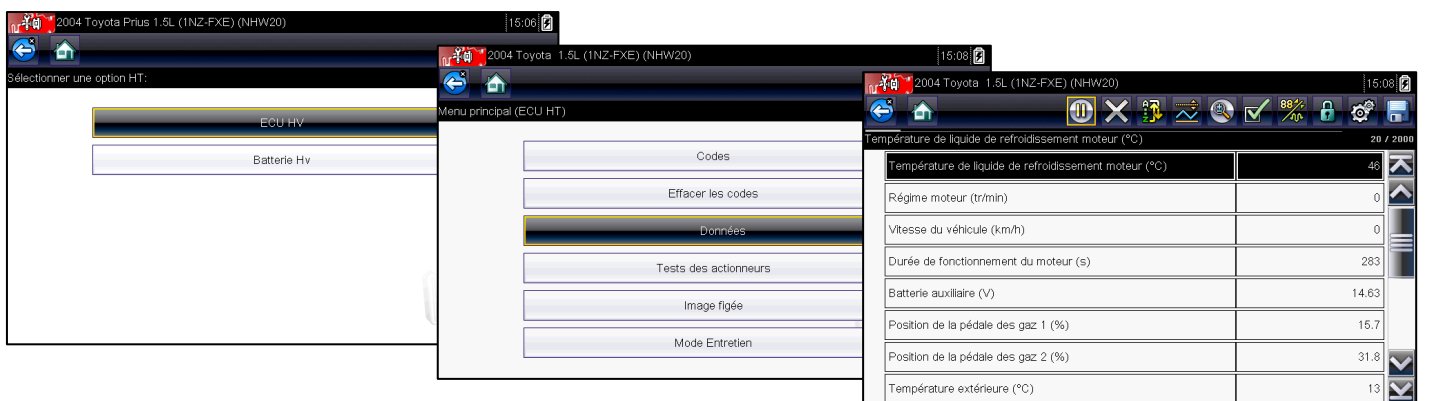 2004 Toyota Prius 1.5L (1NZ-FXE) (NHW20) 15:06
Sélectionner une option HT:
ECU HV
Batterie Hv
2004 Toyota 1.5L (1NZ-FXE) (NHW20) 15:08
Menu principal (ECU HT)
Codes
Effacer les codes
Données
Tests des actionneurs
Image figée
Mode Entretien
2004 Toyota 1.5L (1NZ-FXE) (NHW20) 15:08
Température de liquide de refroidissement moteur (°C) 20 / 2000
Température de liquide de refroidissement moteur (°C) 46
Régime moteur (tr/min) 0
Vitesse du véhicule (km/h) 0
Durée de fonctionnement du moteur (s) 283
Batterie auxiliaire (V) 14.63
Position de la pédale des gaz 1 (%) 15.7
Position de la pédale des gaz 2 (%) 31.8
Température extérieure (°C) 13